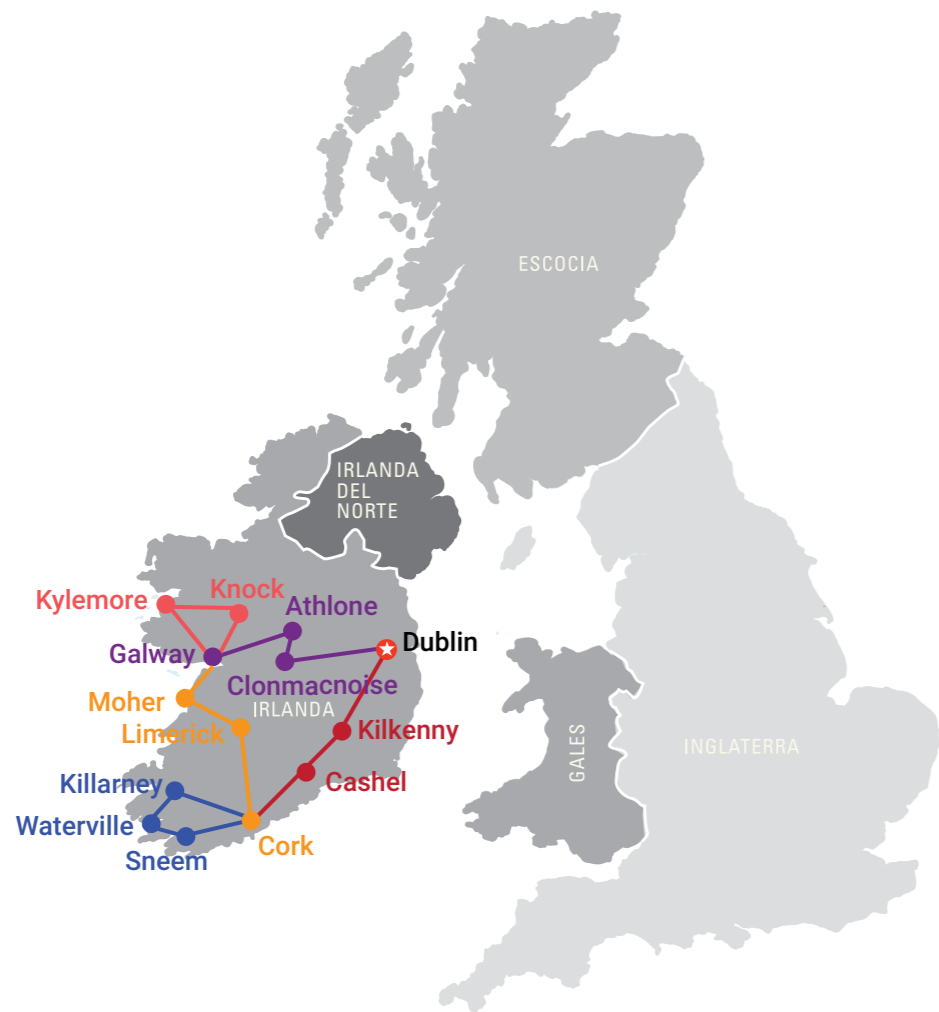 ESCOCIA
IRLANDA
DEL
NORTE
Knock
Kylemore
Athlone
Dublin
Galway
Clonmacnoise
Moher
IRLANDA
Limerick
Kilkenny
GALES
INGLATERRA
Cashel
Killarney
Waterville
Cork
Sneem